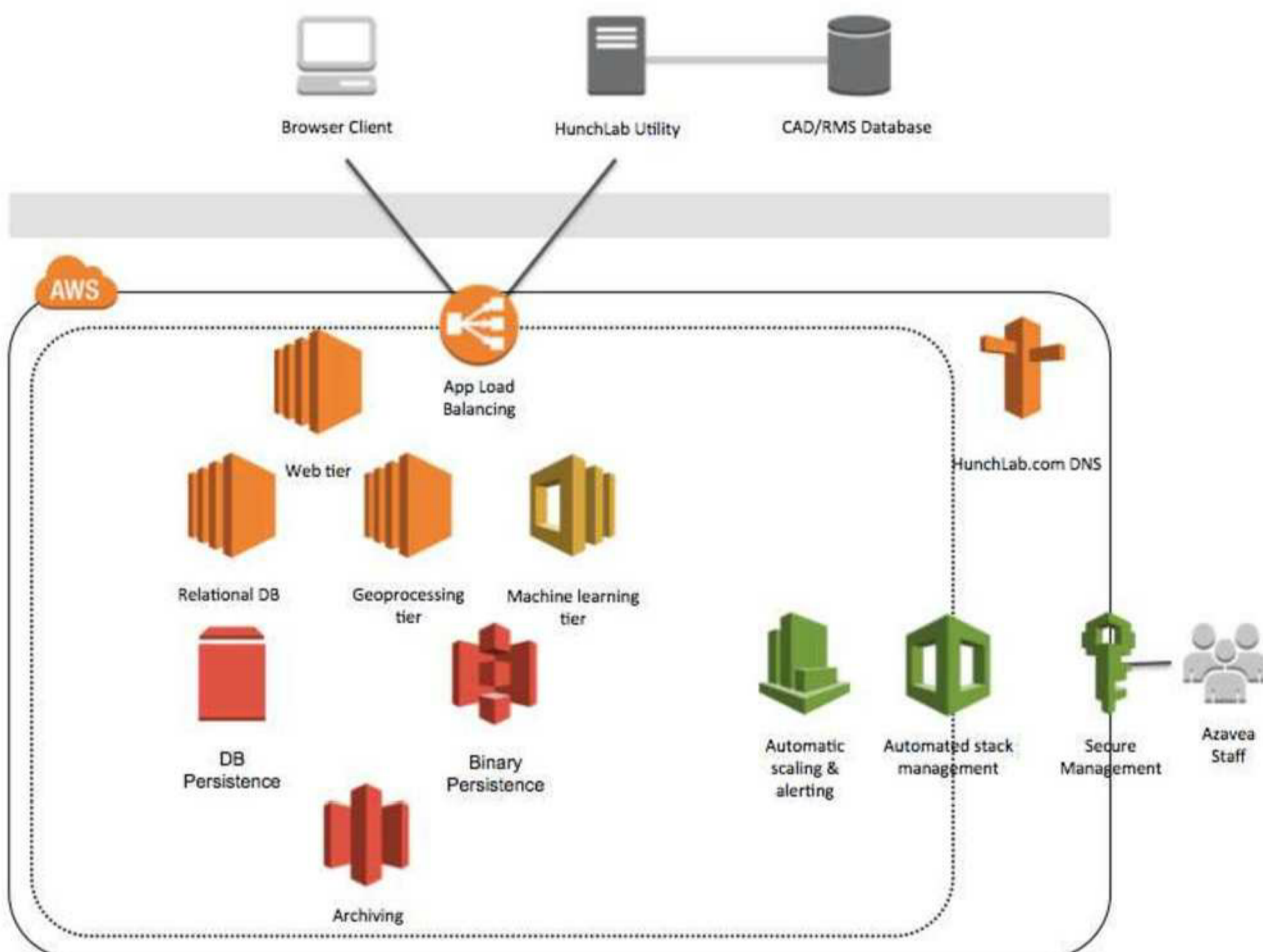 Browser Client
HunchLab Utility
CAD/RMS Database
AWS
App Load
Balancing
Web tier
HunchLab.com DNS
Relational DB
Geoprocessing
tier
Machine learning
tier
DB
Persistence
Binary
Persistence
Automatic
scaling &
alerting
Automated stack
management
Secure
Management
Azavea
Staff
Archiving